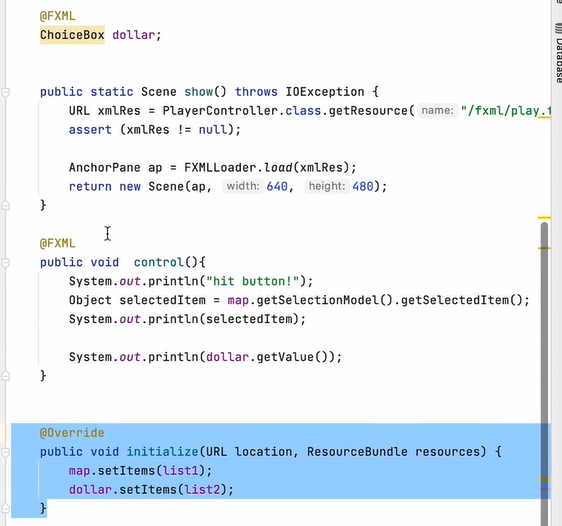 @FXML
ChoiceBox dollar;
public static Scene show() throws IOException {
URL xmlRes = PlayerController.class.getResource( name: "/fxml/play.f
assert (xmlRes != null);
AnchorPane ap = FXMLLoader.load(xmlRes);
return new Scene(ap, width: 640, height: 480);
}
@FXML
public void  control(){
System.out.println("hit button!");
Object selectedItem = map.getSelectionModel().getSelectedItem();
System.out.println(selectedItem);
System.out.println(dollar.getValue());
}
@Override
public void initialize(URL location, ResourceBundle resources) {
map.setItems(list1);
dollar.setItems(list2);
}
Database